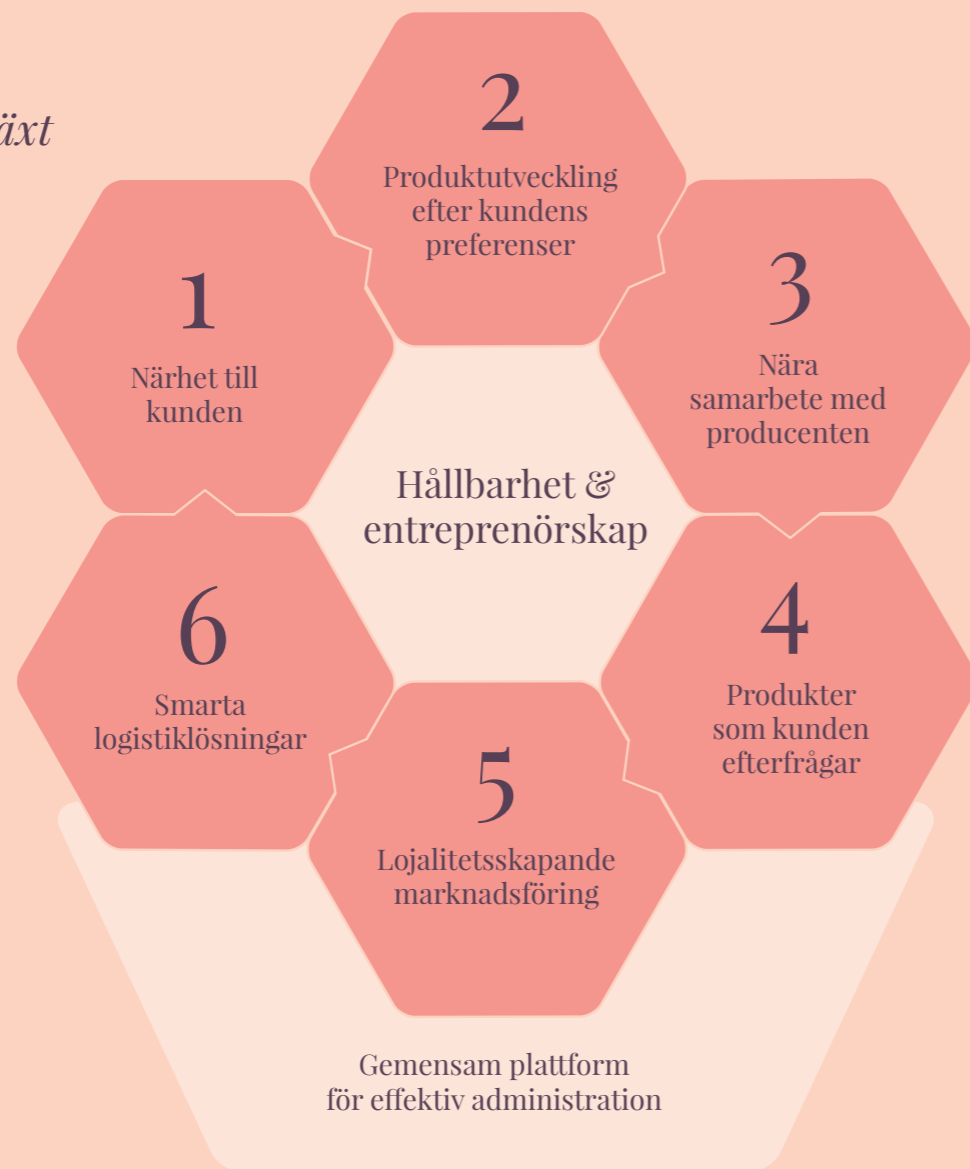 äxt
1
Närhet till
kunden
2
Produktutveckling
efter kundens
preferenser
3
Nära
samarbete med
producenten
Hållbarhet &
entreprenörskap
4
Produkter
som kunden
efterfrågar
5
Lojalitetsskapande
marknadsföring
6
Smarta
logistiklösningar
Gemensam plattform
för effektiv administration